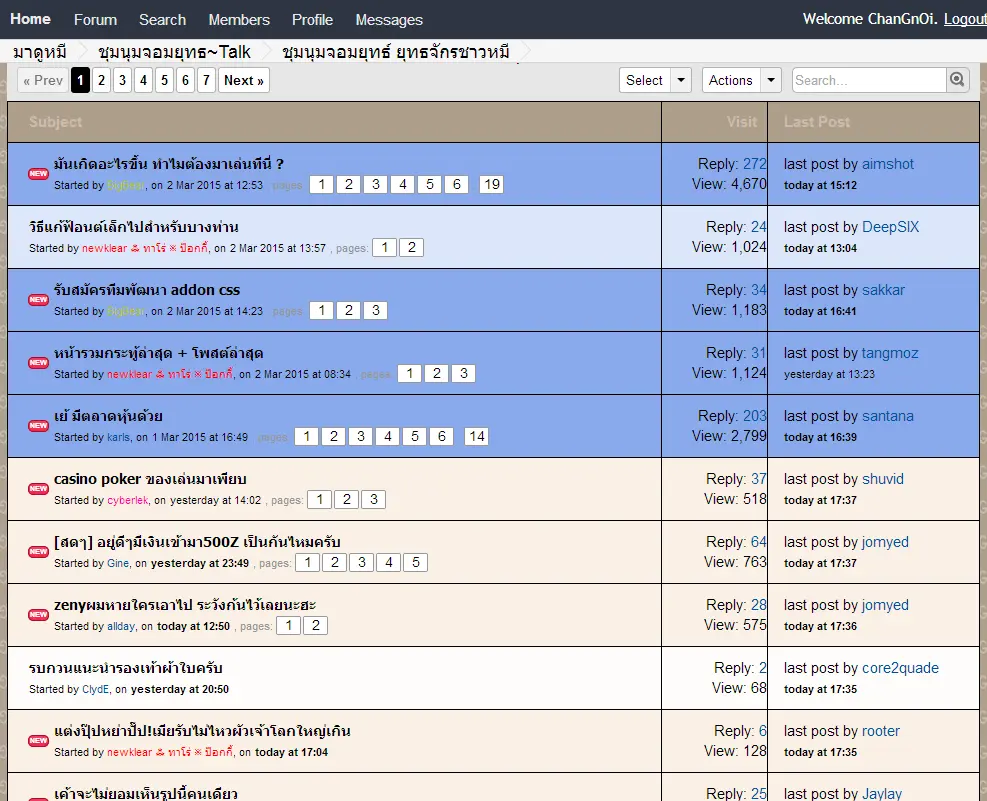 Home Forum Search Members Profile Messages Welcome ChanGnOi. Logout
มาดูหมี ชุมนุมจอมยุทธ~Talk ชุมนุมจอมยุทธ์ ยุทธจักรชาวหมี
« Prev 1 2 3 4 5 6 7 Next » Select Actions Search...
Subject Visit Last Post
NEW มันเกิดอะไรขึ้น ทำไมต้องมาเล่นที่นี่ ? Reply: 272 last post by aimshot
Started by , on 2 Mar 2015 at 12:53 , pages: 1 2 3 4 5 6 19 View: 4,670 today at 15:12
วิธีแก้ฟ้อนต์เล็กไปสำหรับบางท่าน Reply: 24 last post by DeepSIX
Started by newklear ஃ ทาโร่ ※ ป๊อกกี้, on 2 Mar 2015 at 13:57 , pages: 1 2 View: 1,024 today at 13:04
NEW รับสมัครทีมพัฒนา addon css Reply: 34 last post by sakkar
Started by , on 2 Mar 2015 at 14:23 , pages: 1 2 3 View: 1,183 today at 16:41
NEW หน้ารวมกระทู้ล่าสุด + โพสต์ล่าสุด Reply: 31 last post by tangmoz
Started by newklear ஃ ทาโร่ ※ ป๊อกกี้, on 2 Mar 2015 at 08:34 , pages: 1 2 3 View: 1,124 yesterday at 13:23
NEW เย้ มีตลาดหุ้นด้วย Reply: 203 last post by santana
Started by karls, on 1 Mar 2015 at 16:49 , pages: 1 2 3 4 5 6 14 View: 2,799 today at 16:39
NEW casino poker ของเล่นมาเพียบ Reply: 37 last post by shuvid
Started by cyberlek, on yesterday at 14:02 , pages: 1 2 3 View: 518 today at 17:37
NEW [สดๆ] อยู่ดีๆมีเงินเข้ามา500Z เป็นกันไหมครับ Reply: 64 last post by jomyed
Started by Gine, on yesterday at 23:49 , pages: 1 2 3 4 5 View: 763 today at 17:37
NEW zenyผมหายใครเอาไป ระวังกันไว้เลยนะฮะ Reply: 28 last post by jomyed
Started by allday, on today at 12:50 , pages: 1 2 View: 575 today at 17:36
รบกวนแนะนำรองเท้าผ้าใบครับ Reply: 2 last post by core2quade
Started by ClydE, on yesterday at 20:50 View: 68 today at 17:35
NEW แต่งปุ๊ปหย่าปั๊ป!เมียรับไม่ไหวผัวเจ้าโลกใหญ่เกิน Reply: 6 last post by rooter
Started by newklear ஃ ทาโร่ ※ ป๊อกกี้, on today at 17:04 View: 128 today at 17:35
เค้าจะไม่ยอมเห็นรูปนี้คนเดียว Reply: 25 last post by Jaylay